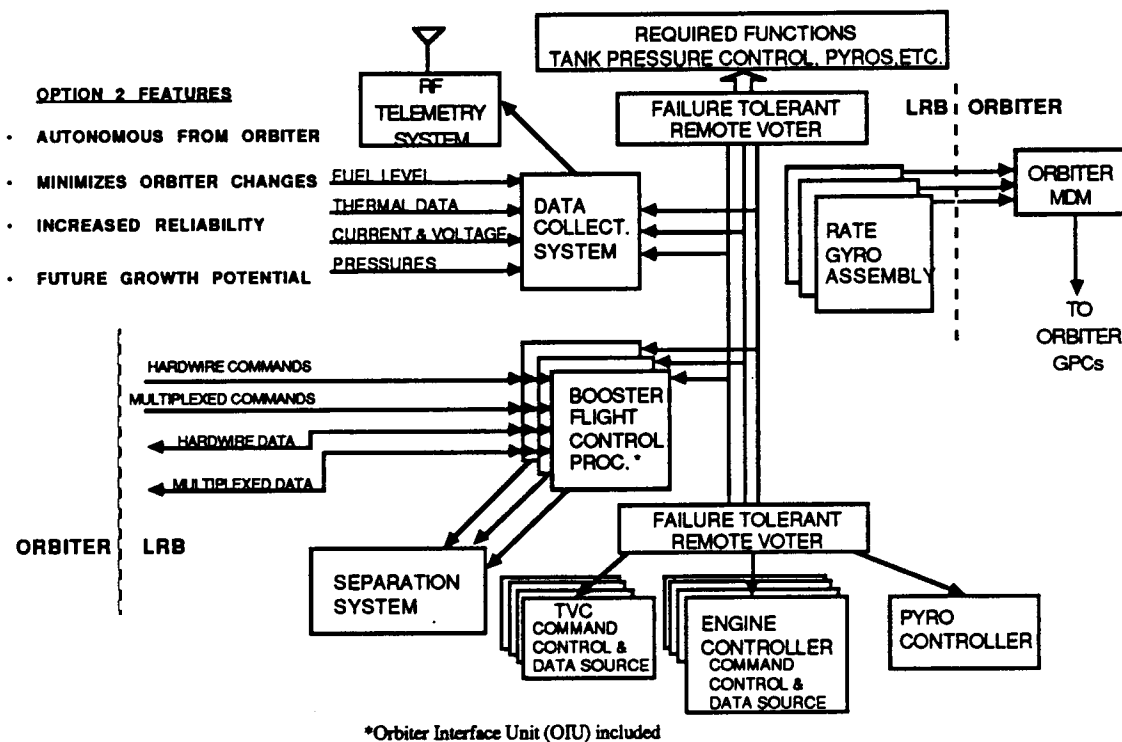 REQUIRED FUNCTIONS
TANK PRESSURE CONTROL, PYROS,ETC.
RF
TELEMETRY
SYSTEM
FAILURE TOLERANT
REMOTE VOTER
LRB
ORBITER
OPTION 2 FEATURES
· AUTONOMOUS FROM ORBITER
· MINIMIZES ORBITER CHANGES
· INCREASED RELIABILITY
· FUTURE GROWTH POTENTIAL
FUEL LEVEL
THERMAL DATA
CURRENT & VOLTAGE
PRESSURES
DATA
COLLECT.
SYSTEM
RATE
GYRO
ASSEMBLY
ORBITER
MDM
TO
ORBITER
GPCs
HARDWIRE COMMANDS
MULTIPLEXED COMMANDS
HARDWIRE DATA
MULTIPLEXED DATA
BOOSTER
FLIGHT
CONTROL
PROC. *
ORBITER
LRB
FAILURE TOLERANT
REMOTE VOTER
SEPARATION
SYSTEM
TVC
COMMAND
CONTROL &
DATA SOURCE
ENGINE
CONTROLLER
COMMAND
CONTROL &
DATA SOURCE
PYRO
CONTROLLER
*Orbiter Interface Unit (OIU) included